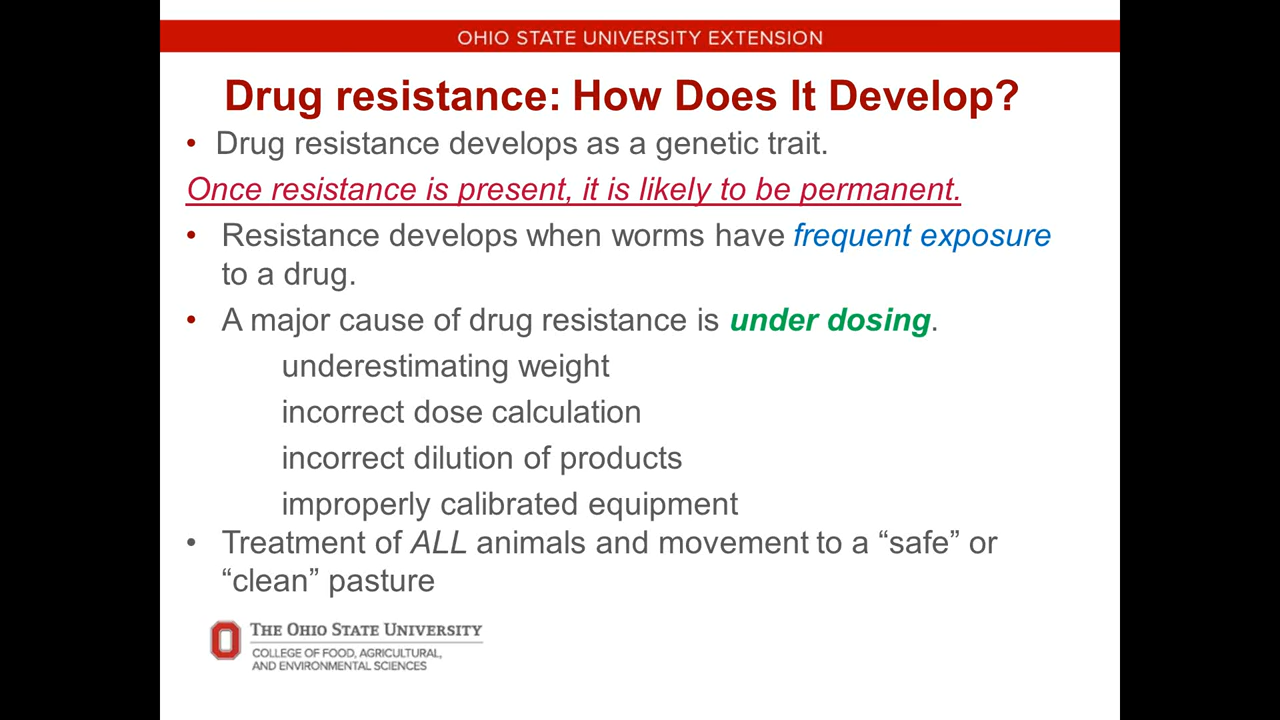 OHIO STATE UNIVERSITY EXTENSION
Drug resistance: How Does It Develop?
• Drug resistance develops as a genetic trait.
Once resistance is present, it is likely to be permanent.
• Resistance develops when worms have frequent exposure
to a drug.
• A major cause of drug resistance is under dosing.
underestimating weight
incorrect dose calculation
incorrect dilution of products
improperly calibrated equipment
• Treatment of ALL animals and movement to a “safe” or
“clean” pasture
THE OHIO STATE UNIVERSITY
COLLEGE OF FOOD, AGRICULTURAL,
AND ENVIRONMENTAL SCIENCES